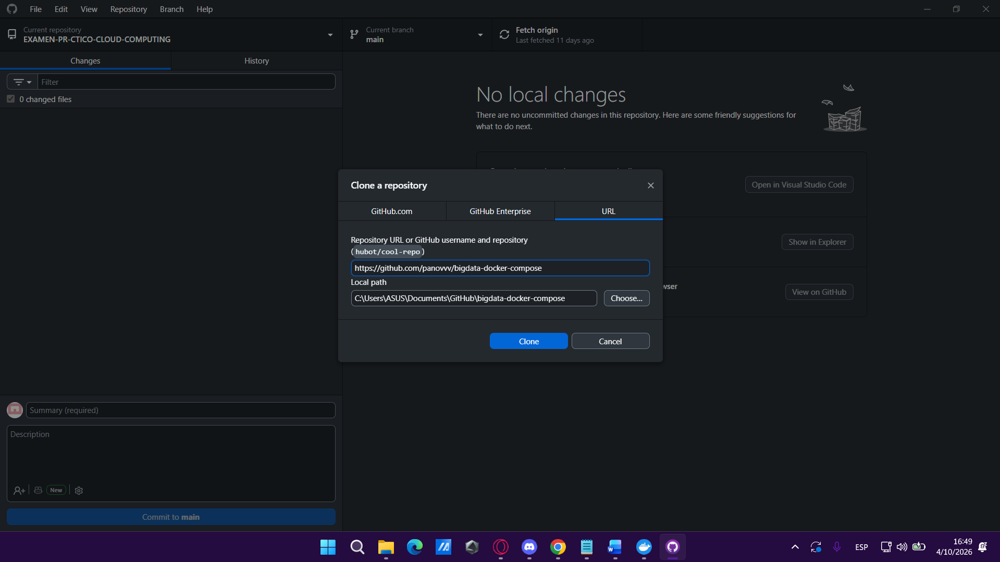 File Edit View Repository Branch Help
Current repository
EXAMEN-PR-CTICO-CLOUD-COMPUTING
Current branch
main
Fetch origin
Last fetched 11 days ago
Changes
History
Filter
0 changed files
No local changes
There are no uncommitted changes in this repository. Here are some friendly suggestions for
what to do next.
Open in Visual Studio Code
Show in Explorer
View on GitHub
Clone a repository
GitHub.com
GitHub Enterprise
URL
Repository URL or GitHub username and repository
(hubot/cool-repo)
https://github.com/panovvv/bigdata-docker-compose
Local path
C:\Users\ASUS\Documents\GitHub\bigdata-docker-compose
Choose...
Clone
Cancel
Summary (required)
Description
New
Commit to main
ESP
16:49
4/10/2026